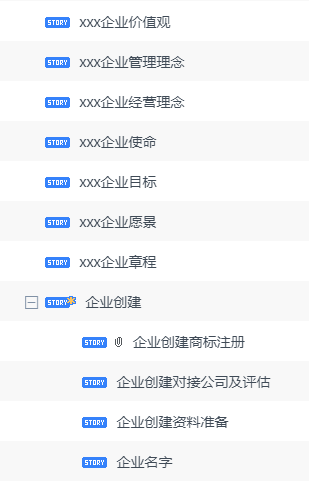 STORY xxx企业价值观
STORY xxx企业管理理念
STORY xxx企业经营理念
STORY xxx企业使命
STORY xxx企业目标
STORY xxx企业愿景
STORY xxx企业章程
STORY 企业创建
STORY 企业创建商标注册
STORY 企业创建对接公司及评估
STORY 企业创建资料准备
STORY 企业名字